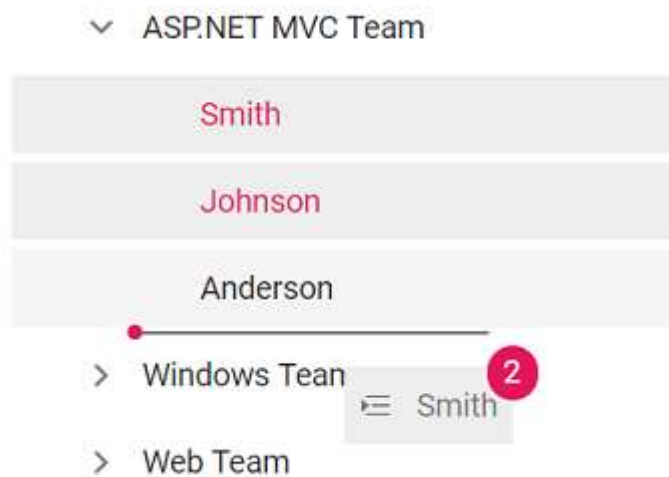 ASP.NET MVC Team
Smith
Johnson
Anderson
2
Windows Team
Smith
Web Team